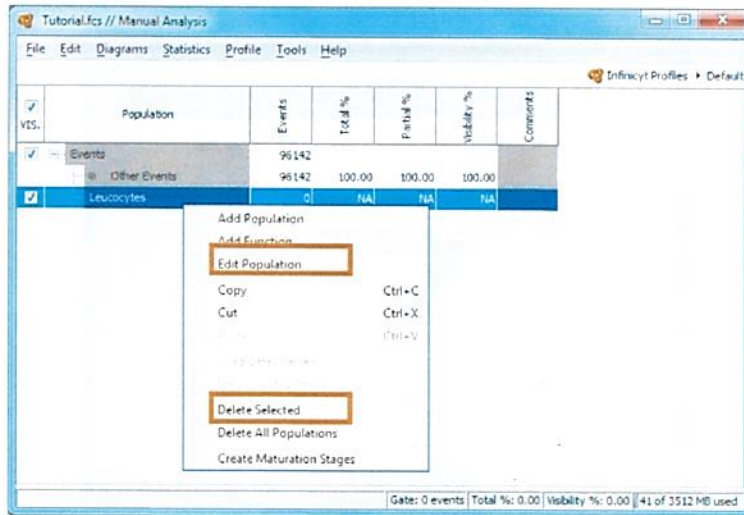 Tutorial.fcs // Manual Analysis
File Edit Diagrams Statistics Profile Tools Help
Infinicyt Profiles Default
VIS. Population Events Total % Partial % Visibility % Comments
Events 96142
Other Events 96142 100.00 100.00 100.00
Leucocytes 0 NA NA NA
Add Population
Add Function
Edit Population
Copy Ctrl+C
Cut Ctrl+X
Ctrl+V
Delete Selected
Delete All Populations
Create Maturation Stages
Gate: 0 events Total %: 0.00 Visibility %: 0.00 41 of 3512 MB used